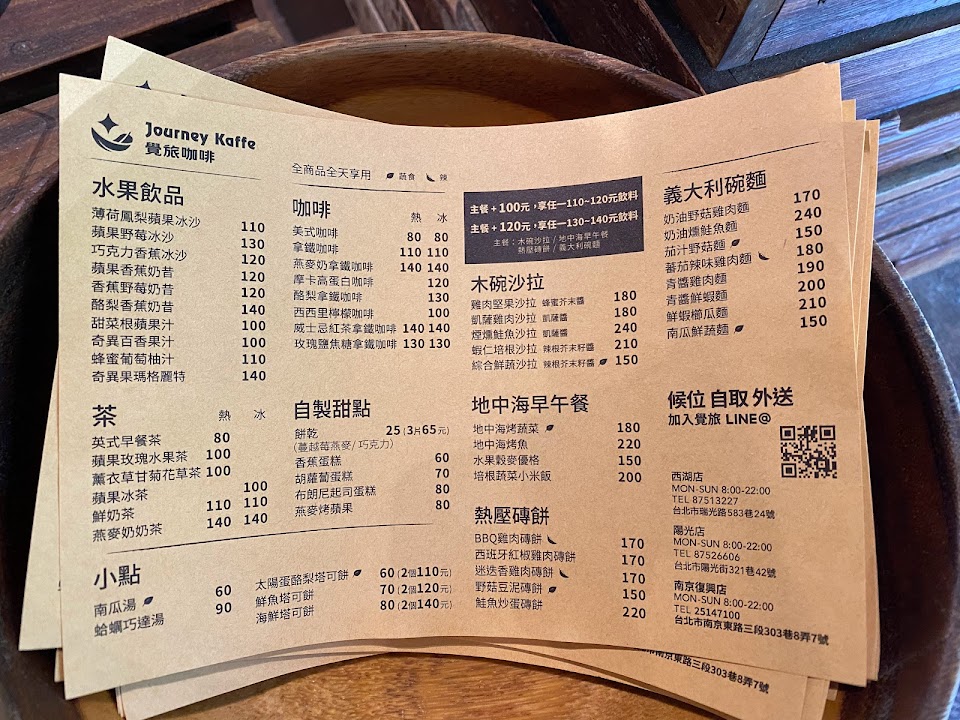 Journey Kaffe
覺旅咖啡
全商品全天享用 蔬食 辣
水果飲品
薄荷鳳梨蘋果冰沙 110
蘋果野莓冰沙 130
巧克力香蕉冰沙 120
蘋果香蕉奶昔 120
香蕉野莓奶昔 120
酪梨香蕉奶昔 140
甜菜根蘋果汁 100
奇異百香果汁 100
蜂蜜葡萄柚汁 110
奇異果瑪格麗特 140
茶 熱 冰
英式早餐茶 80
蘋果玫瑰水果茶 100
薰衣草甘菊花草茶 100
蘋果冰茶 100
鮮奶茶 110 110
燕麥奶奶茶 140 140
咖啡 熱 冰
美式咖啡 80 80
拿鐵咖啡 110 110
燕麥奶拿鐵咖啡 140 140
摩卡高蛋白咖啡 120
酪梨拿鐵咖啡 130
西西里檸檬咖啡 100
威士忌紅茶拿鐵咖啡 140 140
玫瑰鹽焦糖拿鐵咖啡 130 130
自製甜點
餅乾 25 (3片65元)
(蔓越莓燕麥/巧克力)
香蕉蛋糕 60
胡蘿蔔蛋糕 70
布朗尼起司蛋糕 80
燕麥烤蘋果 80
小點
南瓜湯 60
蛤蠣巧達湯 90
太陽蛋酪梨塔可餅 60 (2個110元)
鮮魚塔可餅 70 (2個120元)
海鮮塔可餅 80 (2個140元)
主餐 + 100元,享任一110~120元飲料
主餐 + 120元,享任一130~140元飲料
主餐:木碗沙拉 / 地中海早午餐
熱壓磚餅 / 義大利碗麵
木碗沙拉
雞肉堅果沙拉 蜂蜜芥末醬 180
凱薩雞肉沙拉 凱薩醬 180
煙燻鮭魚沙拉 凱薩醬 240
蝦仁培根沙拉 辣根芥末籽醬 210
綜合鮮蔬沙拉 辣根芥末籽醬 150
地中海早午餐
地中海烤蔬菜 180
地中海烤魚 220
水果穀麥優格 150
培根蔬菜小米飯 200
熱壓磚餅
BBQ雞肉磚餅 170
西班牙紅椒雞肉磚餅 170
迷迭香雞肉磚餅 170
野菇豆泥磚餅 150
鮭魚炒蛋磚餅 220
義大利碗麵
奶油野菇雞肉麵 170
奶油燻鮭魚麵 240
茄汁野菇麵 150
蕃茄辣味雞肉麵 180
青醬雞肉麵 190
青醬鮮蝦麵 200
鮮蝦櫛瓜麵 210
南瓜鮮蔬麵 150
候位 自取 外送
加入覺旅 LINE@
西湖店
MON-SUN 8:00-22:00
TEL 87513227
台北市瑞光路583巷24號
陽光店
MON-SUN 8:00-22:00
TEL 87526606
台北市陽光街321巷42號
南京復興店
MON-SUN 8:00-22:00
TEL 25147100
台北市南京東路三段303巷8弄7號
市南京東路三段303巷8弄7號